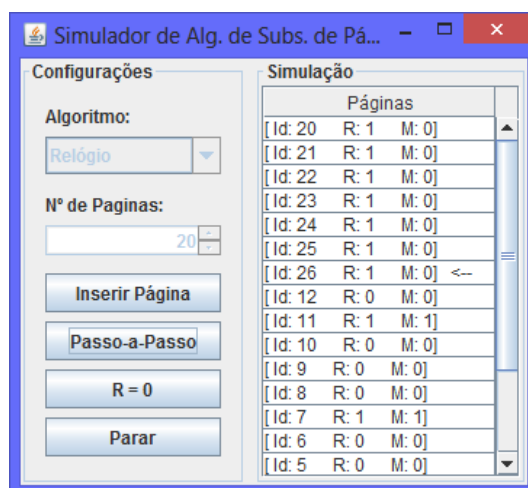 Simulador de Alg. de Subs. de Pá...
Configurações
Algoritmo:
Relógio
Nº de Paginas:
20
Inserir Página
Passo-a-Passo
R = 0
Parar
Simulação
Páginas
[ Id: 20 R: 1 M: 0]
[ Id: 21 R: 1 M: 0]
[ Id: 22 R: 1 M: 0]
[ Id: 23 R: 1 M: 0]
[ Id: 24 R: 1 M: 0]
[ Id: 25 R: 1 M: 0]
[ Id: 26 R: 1 M: 0] <--
[ Id: 12 R: 0 M: 0]
[ Id: 11 R: 1 M: 1]
[ Id: 10 R: 0 M: 0]
[ Id: 9 R: 0 M: 0]
[ Id: 8 R: 0 M: 0]
[ Id: 7 R: 1 M: 1]
[ Id: 6 R: 0 M: 0]
[ Id: 5 R: 0 M: 0]